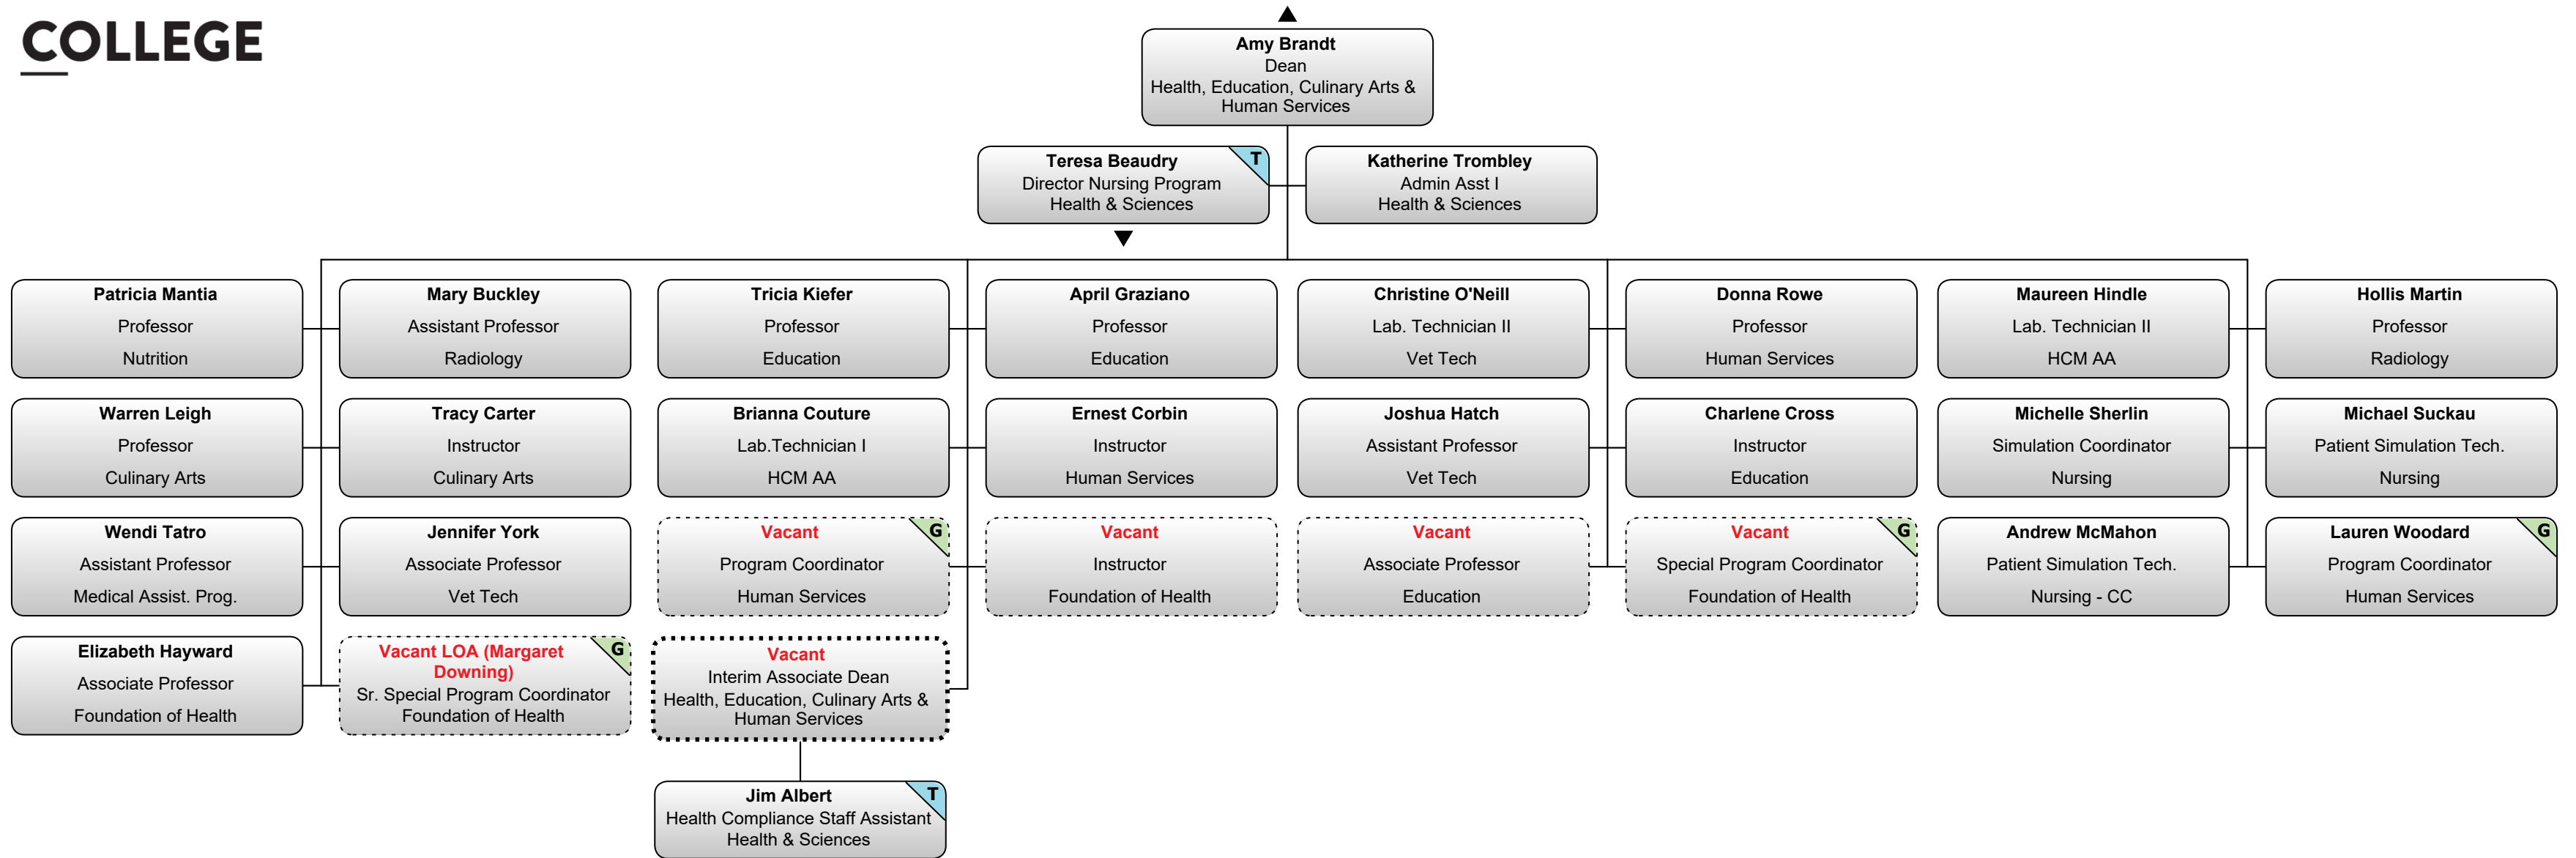 COLLEGE
Amy Brandt
Dean
Health, Education, Culinary Arts &
Human Services
Teresa Beaudry
T
Director Nursing Program
Health & Sciences
Katherine Trombley
Admin Asst I
Health & Sciences
Patricia Mantia
Professor
Nutrition
Mary Buckley
Assistant Professor
Radiology
Tricia Kiefer
Professor
Education
April Graziano
Professor
Education
Christine O'Neill
Lab. Technician II
Vet Tech
Donna Rowe
Professor
Human Services
Maureen Hindle
Lab. Technician II
HCM AA
Hollis Martin
Professor
Radiology
Warren Leigh
Professor
Culinary Arts
Tracy Carter
Instructor
Culinary Arts
Brianna Couture
Lab.Technician I
HCM AA
Ernest Corbin
Instructor
Human Services
Joshua Hatch
Assistant Professor
Vet Tech
Charlene Cross
Instructor
Education
Michelle Sherlin
Simulation Coordinator
Nursing
Michael Suckau
Patient Simulation Tech.
Nursing
Wendi Tatro
Assistant Professor
Medical Assist. Prog.
Jennifer York
Associate Professor
Vet Tech
Vacant
G
Program Coordinator
Human Services
Vacant
Instructor
Foundation of Health
Vacant
Associate Professor
Education
Vacant
G
Special Program Coordinator
Foundation of Health
Andrew McMahon
Patient Simulation Tech.
Nursing - CC
Lauren Woodard
G
Program Coordinator
Human Services
Elizabeth Hayward
Associate Professor
Foundation of Health
Vacant LOA (Margaret
Downing)
G
Sr. Special Program Coordinator
Foundation of Health
Vacant
Interim Associate Dean
Health, Education, Culinary Arts &
Human Services
Jim Albert
T
Health Compliance Staff Assistant
Health & Sciences